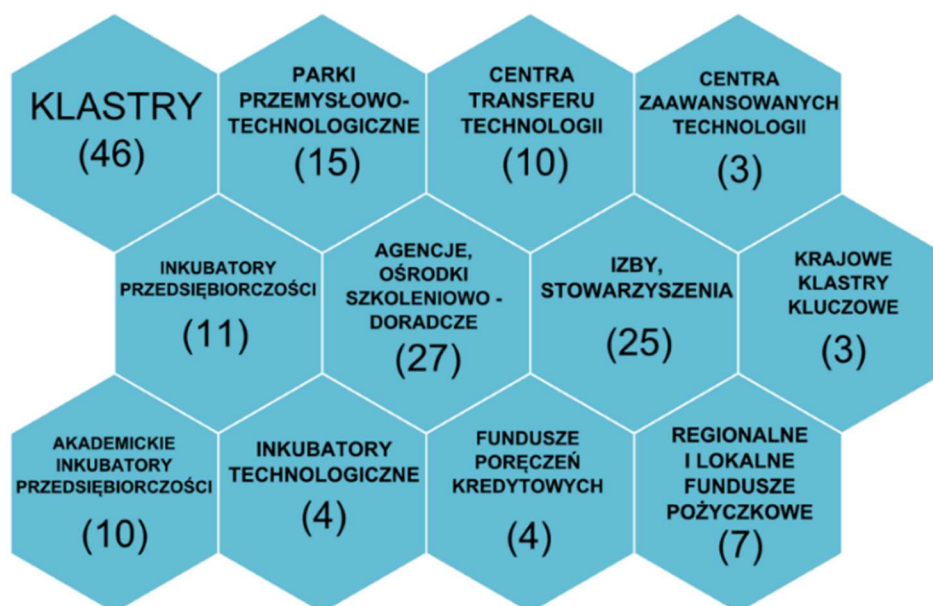 KLASTRY
(46)
PARKI
PRZEMYSŁOWO-
TECHNOLOGICZNE
(15)
CENTRA
TRANSFERU
TECHNOLOGII
(10)
CENTRA
ZAAWANSOWANYCH
TECHNOLOGII
(3)
INKUBATORY
PRZEDSIĘBIORCZOŚCI
(11)
AGENCJE,
OŚRODKI
SZKOLENIOWO -
DORADCZE
(27)
IZBY,
STOWARZYSZENIA
(25)
KRAJOWE
KLASTRY
KLUCZOWE
(3)
AKADEMICKIE
INKUBATORY
PRZEDSIĘBIORCZOŚCI
(10)
INKUBATORY
TECHNOLOGICZNE
(4)
FUNDUSZE
PORĘCZEŃ
KREDYTOWYCH
(4)
REGIONALNE
I LOKALNE
FUNDUSZE
POŻYCZKOWE
(7)